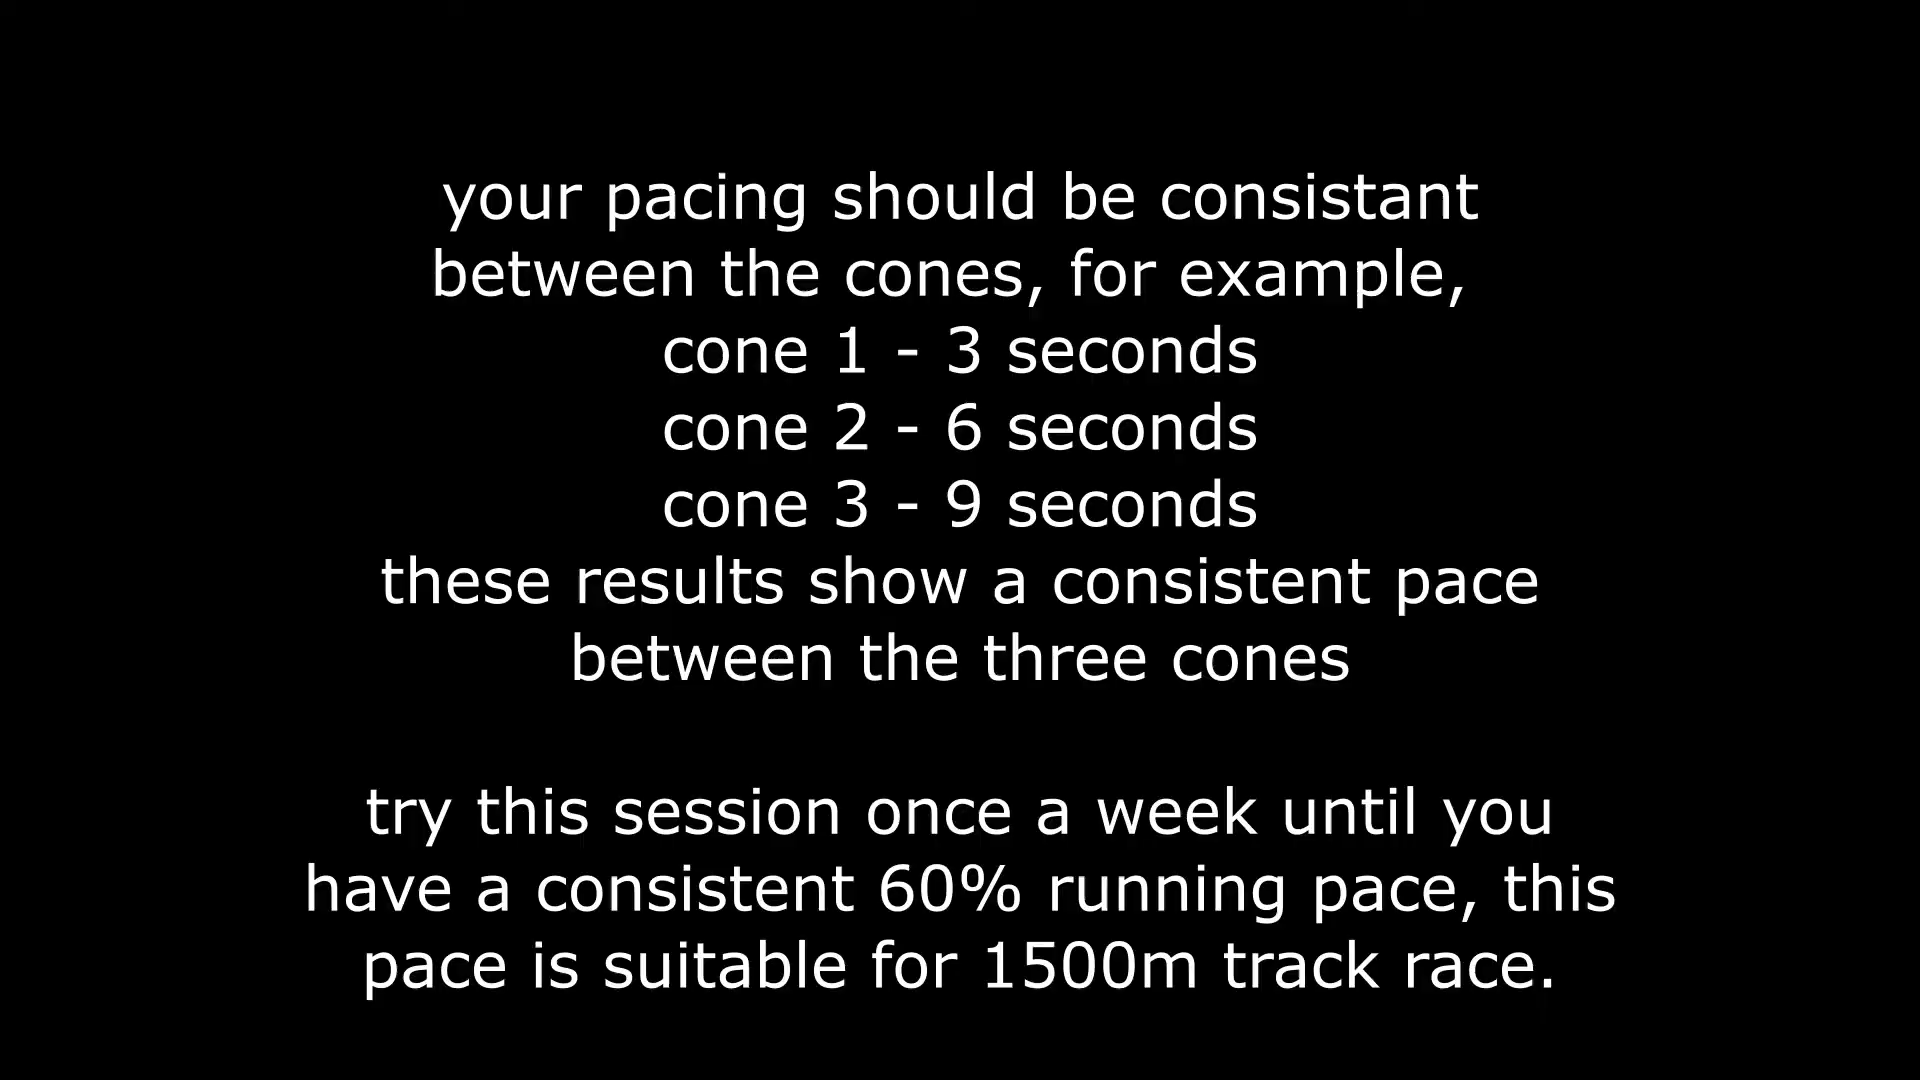 your pacing should be consistant
between the cones, for example,
cone 1 - 3 seconds
cone 2 - 6 seconds
cone 3 - 9 seconds
these results show a consistent pace
between the three cones
try this session once a week until you
have a consistent 60% running pace, this
pace is suitable for 1500m track race.